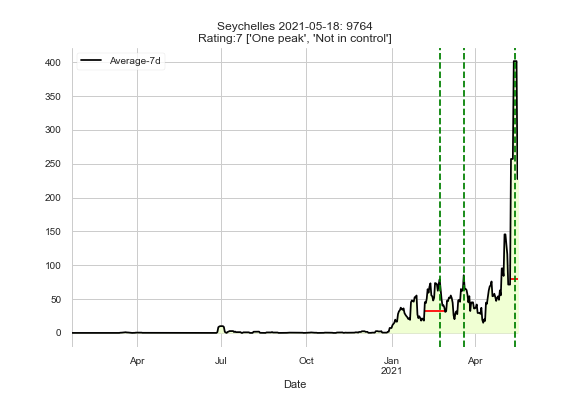 Seychelles 2021-05-18: 9764
Rating:7 ['One peak', 'Not in control']
Average-7d
400
350
300
250
200
150
100
50
0
Apr
Jul
Oct
Jan
2021
Apr
Date